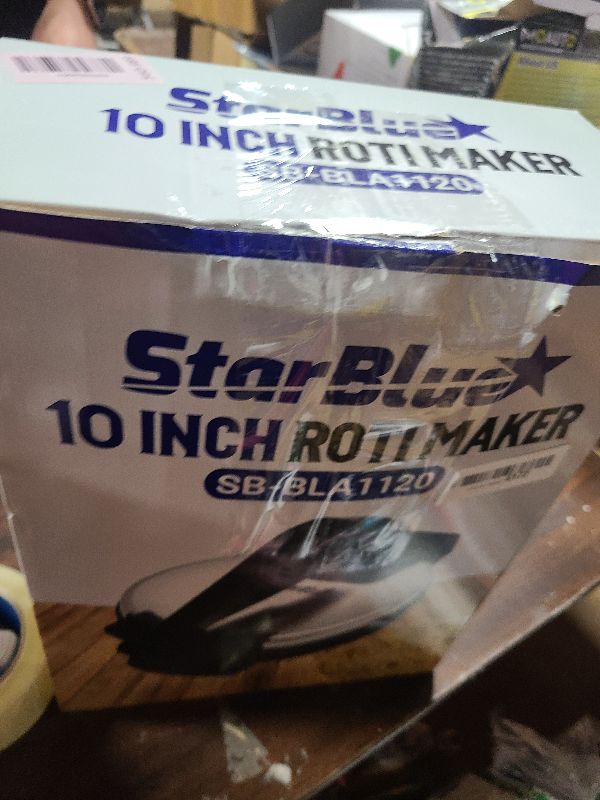 StarBlue
10 INCH ROTI MAKER
SB-BLA1120
StarBlue
10 INCH ROTI MAKER
SB-BLA1120